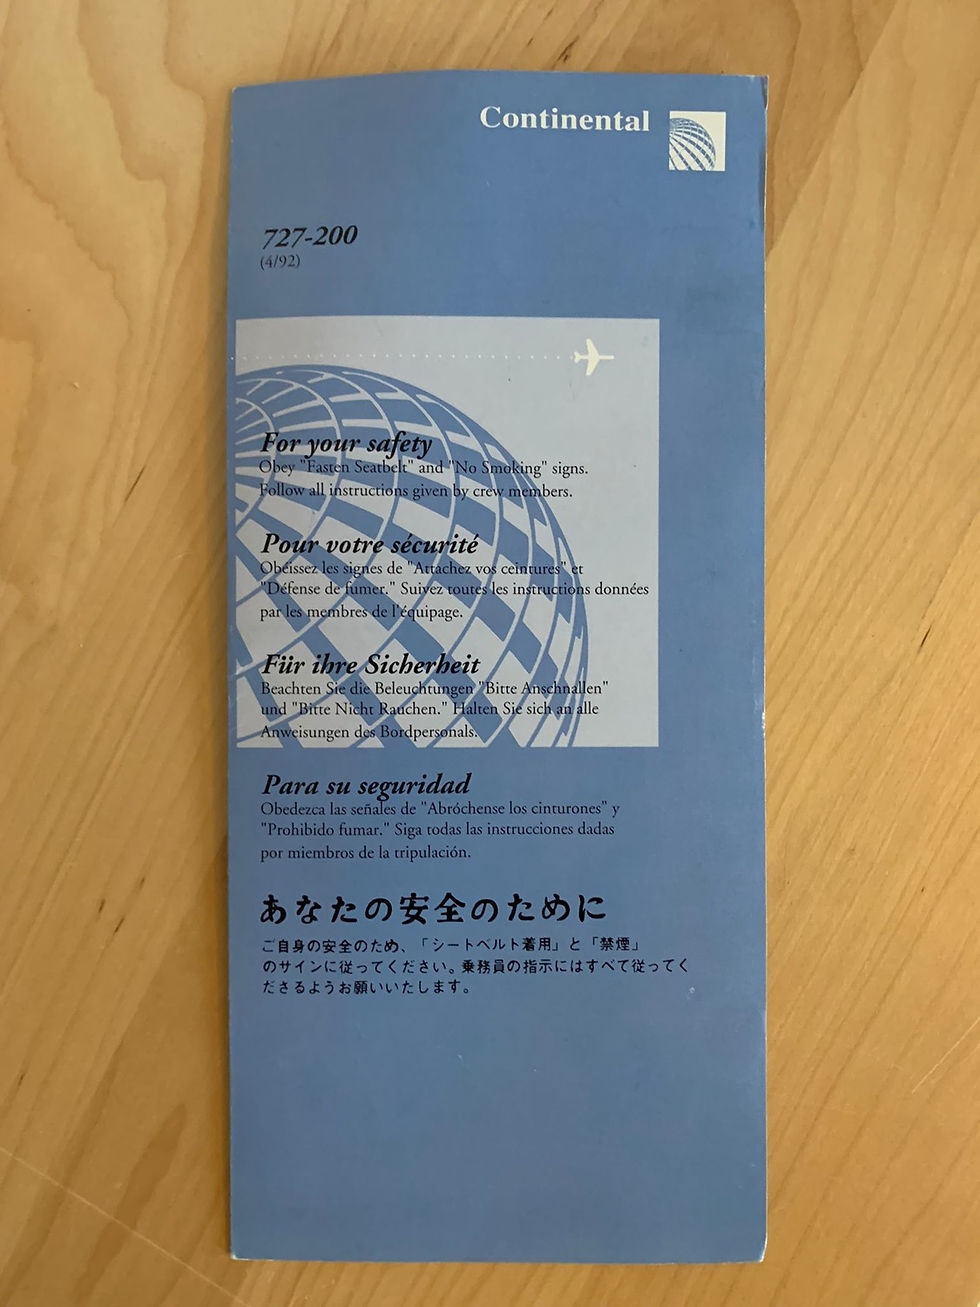 Continental
727-200
(4/92)
For your safety
Obey "Fasten Seatbelt" and "No Smoking" signs.
Follow all instructions given by crew members.
Pour votre sécurité
Obéissez les signes de "Attachez vos ceintures" et
"Défense de fumer." Suivez toutes les instructions données
par les membres de l'équipage.
Für ihre Sicherheit
Beachten Sie die Beleuchtungen "Bitte Anschnallen"
und "Bitte Nicht Rauchen." Halten Sie sich an alle
Anweisungen des Bordpersonals.
Para su seguridad
Obedezca las señales de "Abróchense los cinturones" y
"Prohibido fumar." Siga todas las instrucciones dadas
por miembros de la tripulación.
あなたの安全のために
ご自身の安全のため、「シートベルト着用」と「禁煙」
のサインに従ってください。乗務員の指示にはすべて従ってく
ださるようお願いいたします。